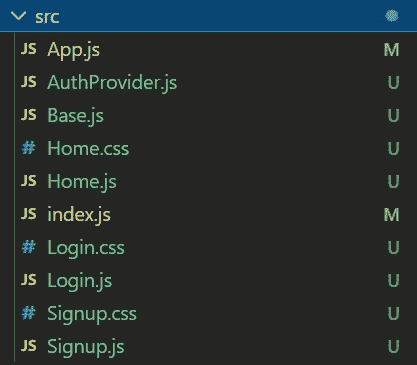 src
JS App.js M
JS AuthProvider.js U
JS Base.js U
# Home.css U
JS Home.js U
JS index.js M
# Login.css U
JS Login.js U
# Signup.css U
JS Signup.js U